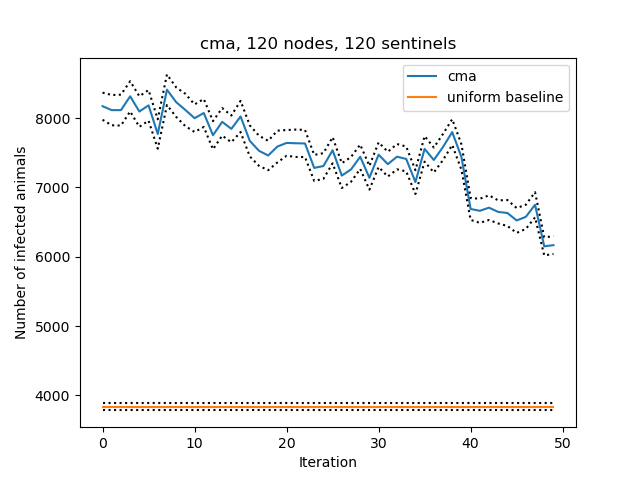 cma, 120 nodes, 120 sentinels
cma
uniform baseline
8000
7000
6000
5000
4000
Number of infected animals
0 10 20 30 40 50
Iteration